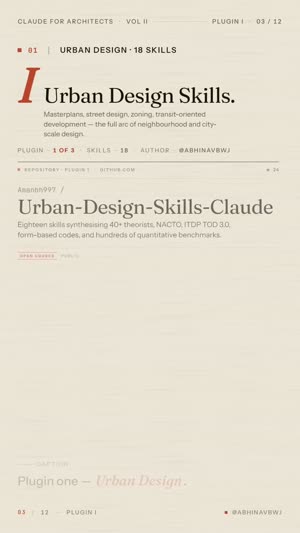 CLAUDE FOR ARCHITECTS · VOL II
PLUGIN I · 03 / 12
01 | URBAN DESIGN · 18 SKILLS
I Urban Design Skills.
Masterplans, street design, zoning, transit-oriented
development — the full arc of neighbourhood and city-
scale design.
PLUGIN · 1 OF 3 · SKILLS · 18 AUTHOR · @ABHINAVBWJ
REPOSITORY · PLUGIN I · GITHUB.COM
Urban-Design-Skills-Claude
Eighteen skills synthesising 40+ theorists, NACTO, ITDP TOD 3.0,
form-based codes, and hundreds of quantitative benchmarks.
OPEN SOURCE PUBLIC
CAPTION
Plugin one — Urban Design.
03 / 12 — PLUGIN I
@ABHINAVBWJ